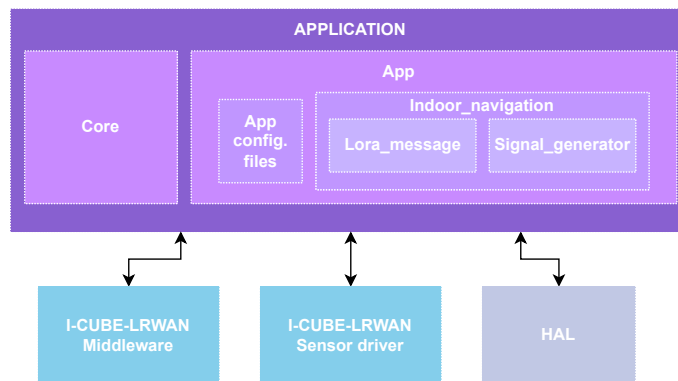 APPLICATION
Core
App
App
config.
files
Indoor_navigation
Lora_message
Signal_generator
I-CUBE-LRWAN
Middleware
I-CUBE-LRWAN
Sensor driver
HAL